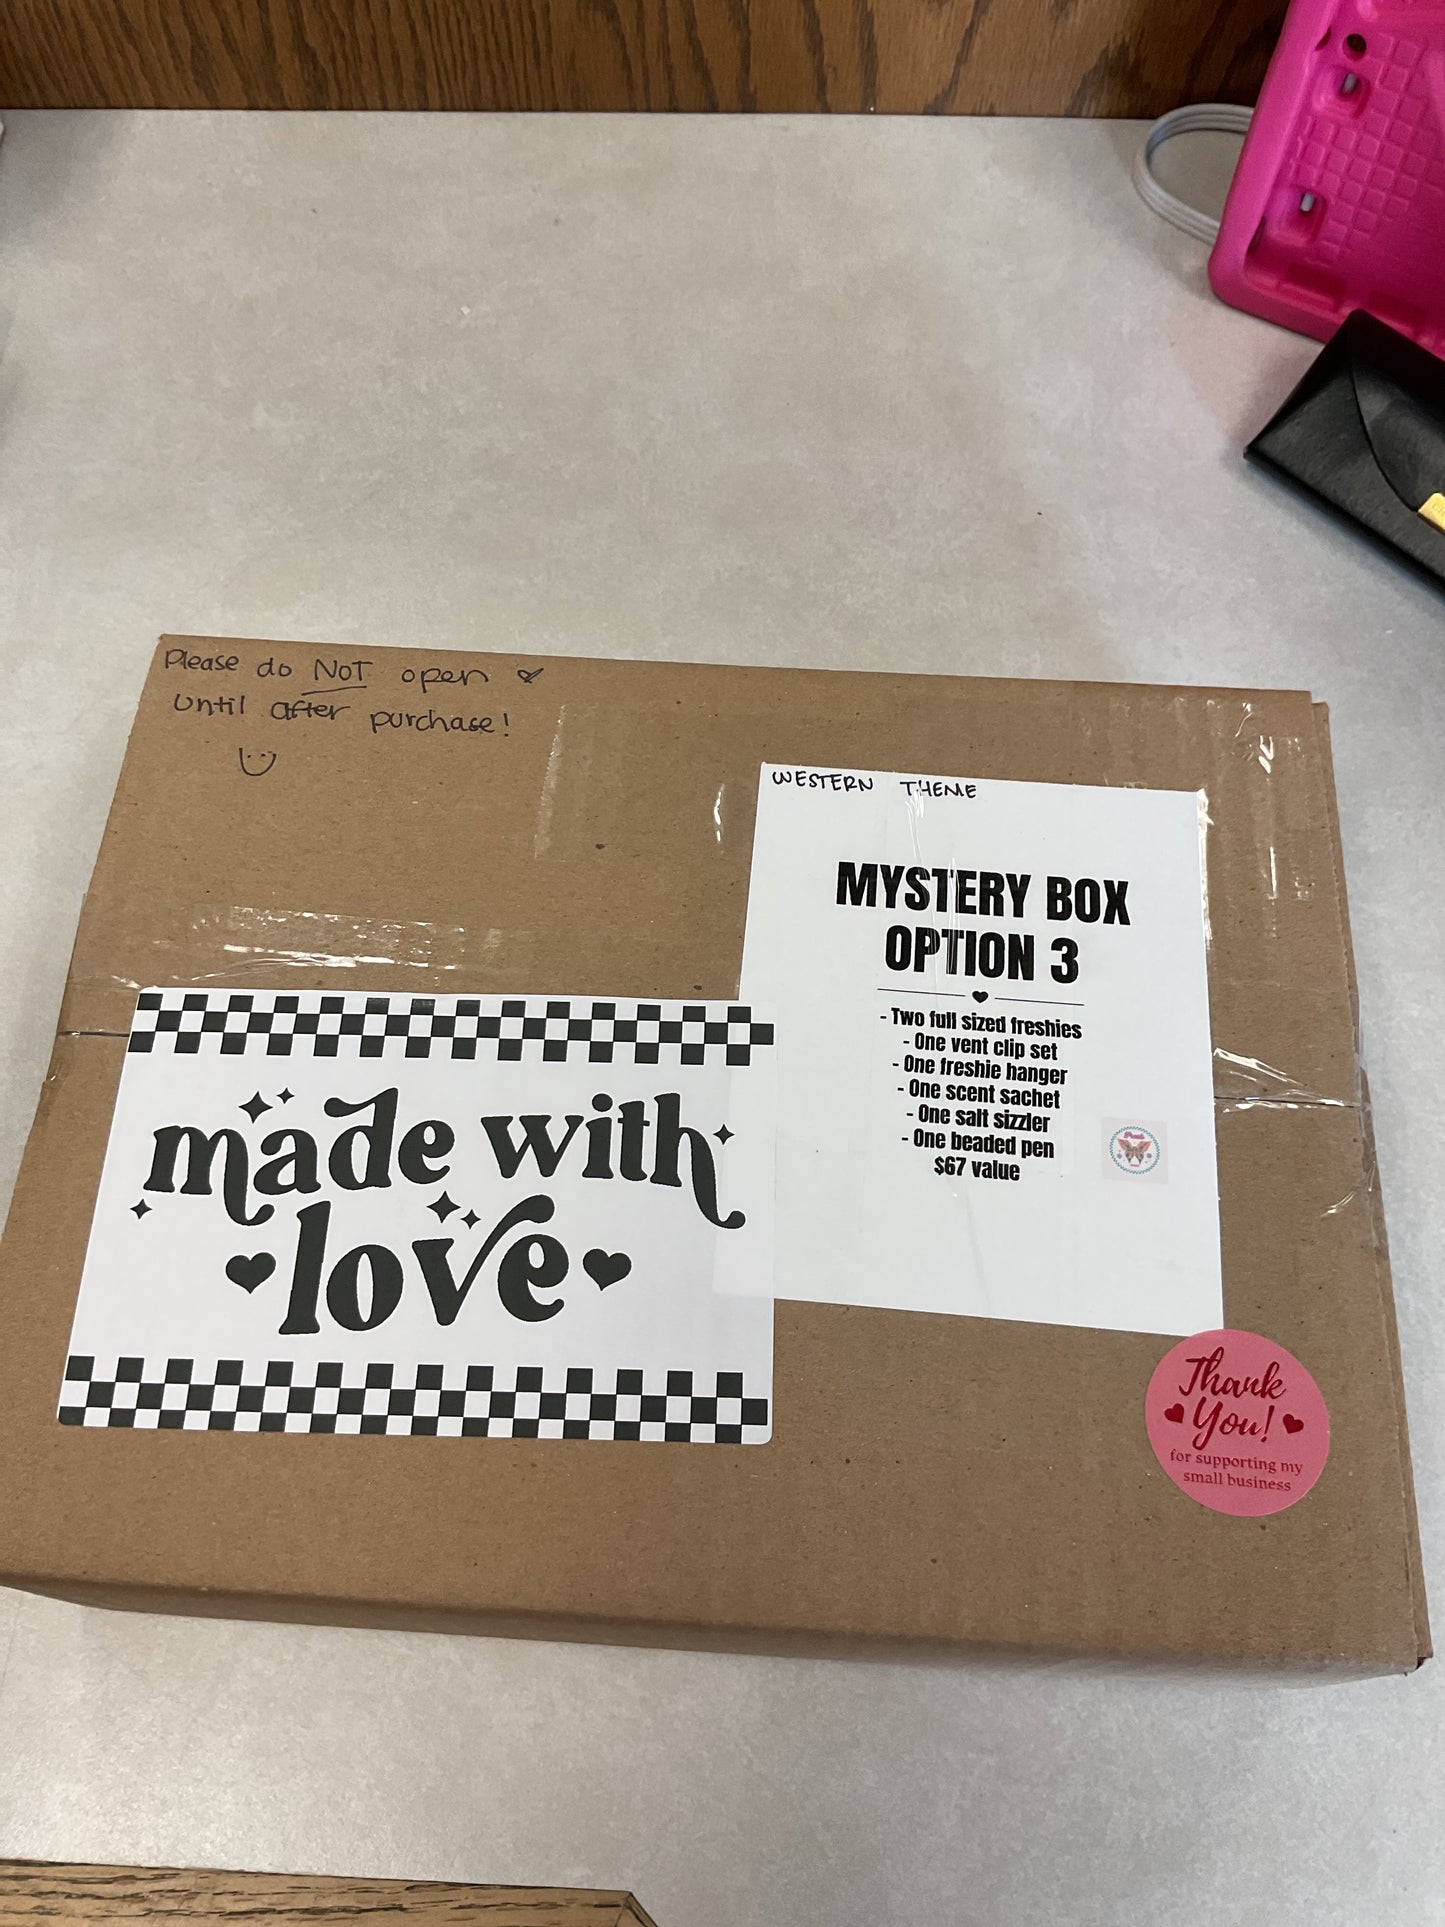 Please do NOT open
until after purchase!
WESTERN THEME
MYSTERY BOX
OPTION 3
- Two full sized freshies
- One vent clip set
- One freshie hanger
- One scent sachet
- One salt sizzler
- One beaded pen
$67 value
made with
love
Thank
You!
for supporting my
small business